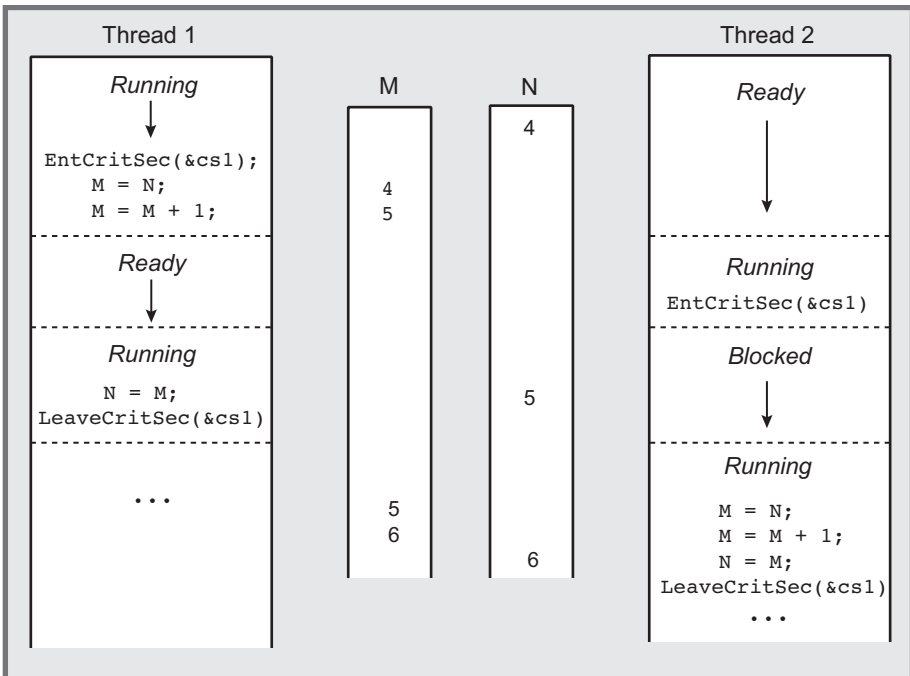 Thread 1
Running
EntCritSec(&cs1);
M = N;
M = M + 1;
Ready
Running
N = M;
LeaveCritSec(&cs1)
...
M
4
5
5
6
N
4
5
6
Thread 2
Ready
Running
EntCritSec(&cs1)
Blocked
Running
M = N;
M = M + 1;
N = M;
LeaveCritSec(&cs1)
...